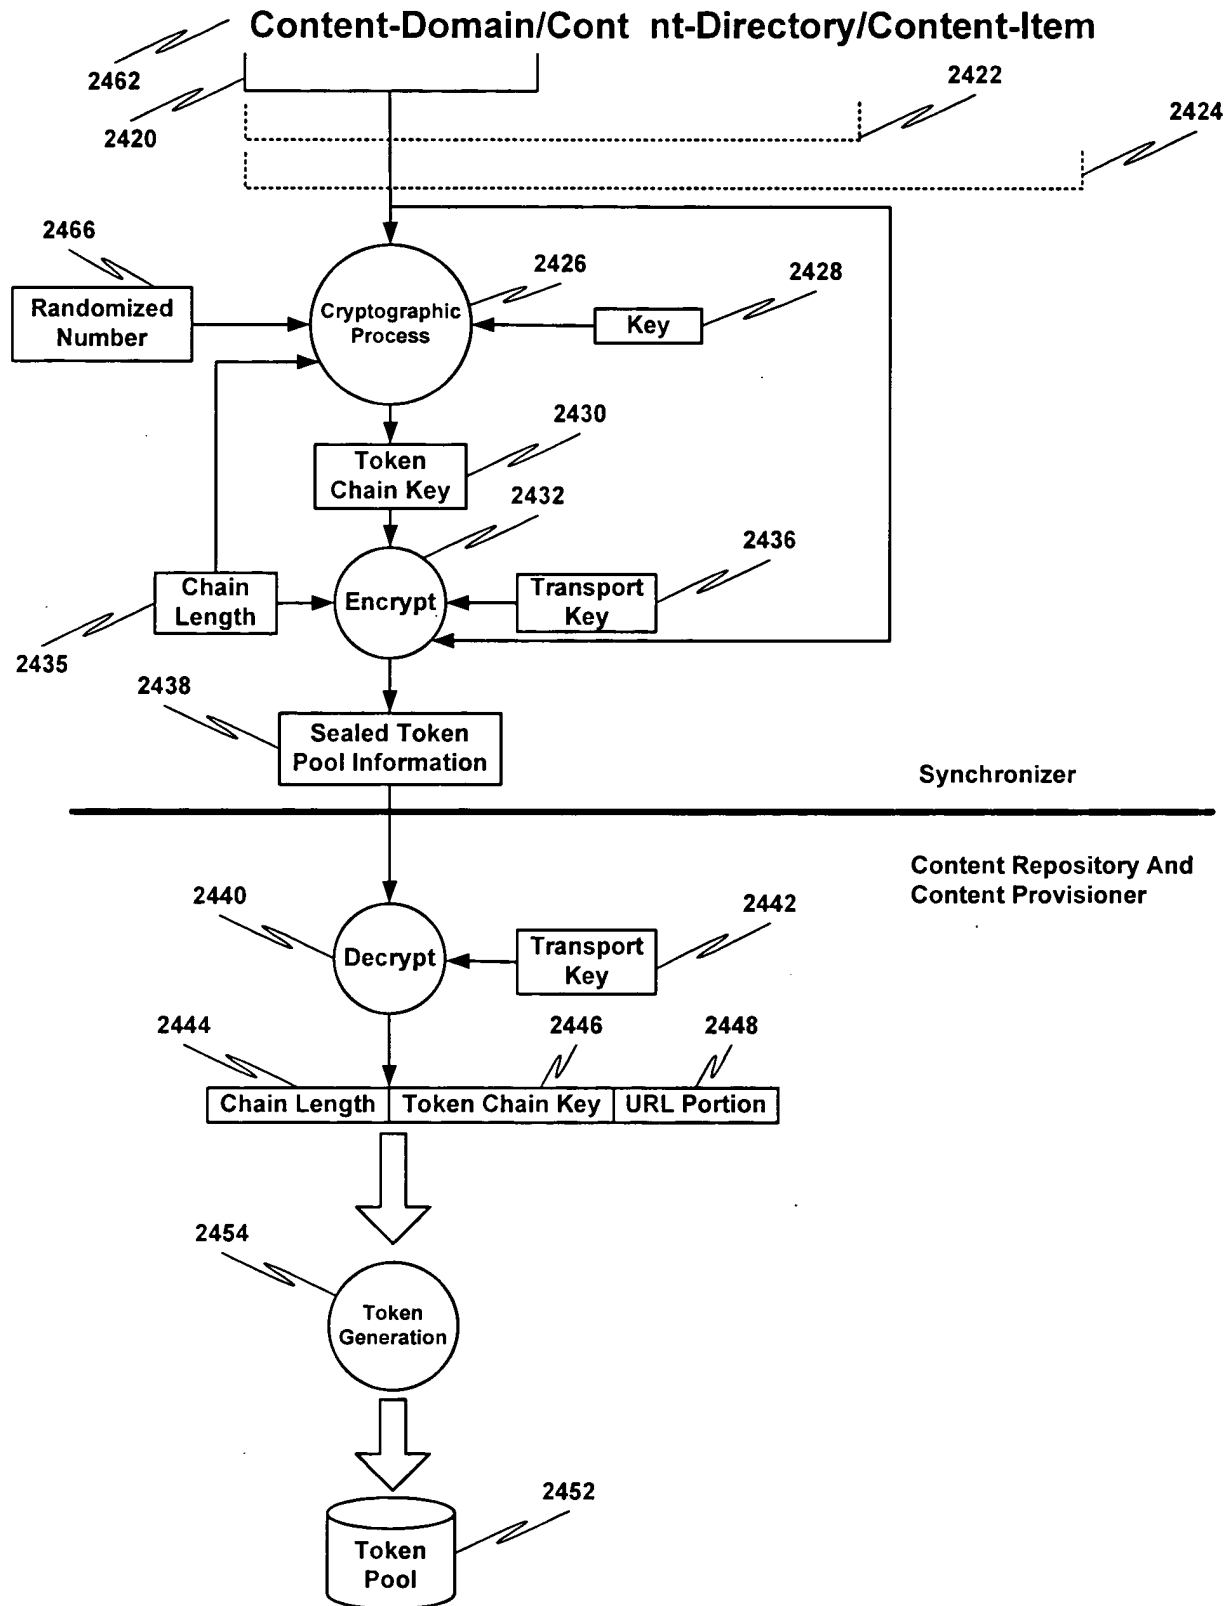 Content-Domain/Cont nt-Directory/Content-Item
2462
2420
2422
2424
2466
2426
2428
Randomized
Number
Cryptographic
Process
Key
2430
Token
Chain Key
2432
2436
Chain
Length
Encrypt
Transport
Key
2435
2438
Sealed Token
Pool Information
Synchronizer
Content Repository And
Content Provisioner
2440
2442
Decrypt
Transport
Key
2444
2446
2448
Chain Length
Token Chain Key
URL Portion
2454
Token
Generation
2452
Token
Pool